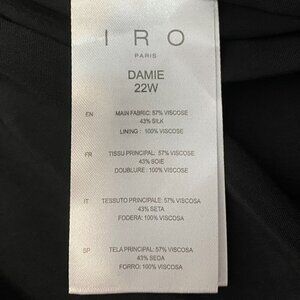 IRO
PARIS
DAMIE
22W
EN MAIN FABRIC: 57% VISCOSE
43% SILK
LINING : 100% VISCOSE
FR TISSU PRINCIPAL: 57% VISCOSE
43% SOIE
DOUBLURE: 100% VISCOSE
IT TESSUTO PRINCIPALE: 57% VISCOSA
43% SETA
FODERA: 100% VISCOSA
SP TELA PRINCIPAL: 57% VISCOSA
43% SEDA
FORRO: 100% VISCOSA